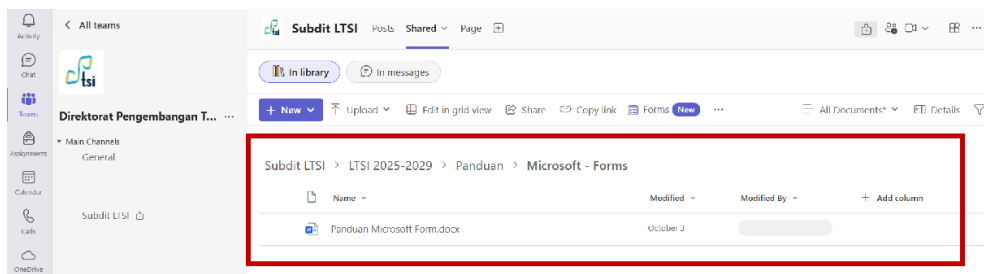 Activity
Chat
Teams
Assignments
Calendar
Calls
OneDrive
All teams
tsi
Direktorat Pengembangan T... ...
Main Channels
General
Subdit LTSI
tsi Subdit LTSI Posts Shared Page
In library In messages
+ New Upload Edit in grid view Share Copy link Forms New ... All Documents* Details
Subdit LTSI > LTSI 2025-2029 > Panduan > Microsoft - Forms
Name Modified Modified By + Add column
Panduan Microsoft Form.docx October 3